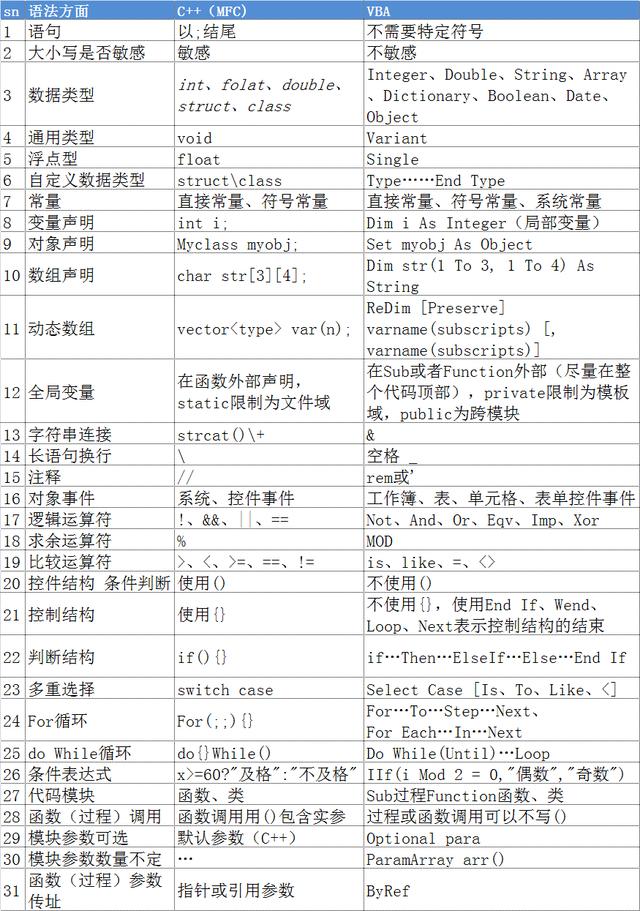 sn 语法方面 C++（MFC） VBA
1 语句 以;结尾 不需要特定符号
2 大小写是否敏感 敏感 不敏感
3 数据类型 int、folat、double、
struct、class
Integer、Double、String、Array
、Dictionary、Boolean、Date、
Object
4 通用类型 void Variant
5 浮点型 float Single
6 自定义数据类型 struct\class Type……End Type
7 常量 直接常量、符号常量 直接常量、符号常量、系统常量
8 变量声明 int i; Dim i As Integer（局部变量）
9 对象声明 Myclass myobj; Set myobj As Object
10 数组声明 char str[3][4];
Dim str(1 To 3, 1 To 4) As
String
11 动态数组 vector<type> var(n);
ReDim [Preserve]
varname(subscripts) [,
varname(subscripts)]
12 全局变量
在函数外部声明，
static限制为文件域
在Sub或者Function外部（尽量在整
个代码顶部），private限制为模板
域，public为跨模块
13 字符串连接 strcat()\+ &
14 长语句换行 \ 空格 _
15 注释 // rem或'
16 对象事件 系统、控件事件 工作簿、表、单元格、表单控件事件
17 逻辑运算符 !、&&、||、== Not、And、Or、Eqv、Imp、Xor
18 求余运算符 % MOD
19 比较运算符 >、<、>=、==、!= is、like、=、<>
20 控件结构 条件判断 使用() 不使用()
21 控制结构 使用{}
不使用{}，使用End If、Wend、
Loop、Next表示控制结构的结束
22 判断结构 if(){} if…Then…ElseIf…Else…End If
23 多重选择 switch case Select Case [Is、To、Like、<]
24 For循环 For(;;){}
For…To…Step…Next、
For Each…In…Next
25 do While循环 do{}While() Do While(Until)…Loop
26 条件表达式 x>=60?"及格":"不及格" IIf(i Mod 2 = 0,"偶数","奇数")
27 代码模块 函数、类 Sub过程Function函数、类
28 函数（过程）调用 函数调用用()包含实参 过程或函数调用可以不写()
29 模块参数可选 默认参数（C++） Optional para
30 模块参数数量不定 … ParamArray arr()
31 函数（过程）参数
传址
指针或引用参数 ByRef